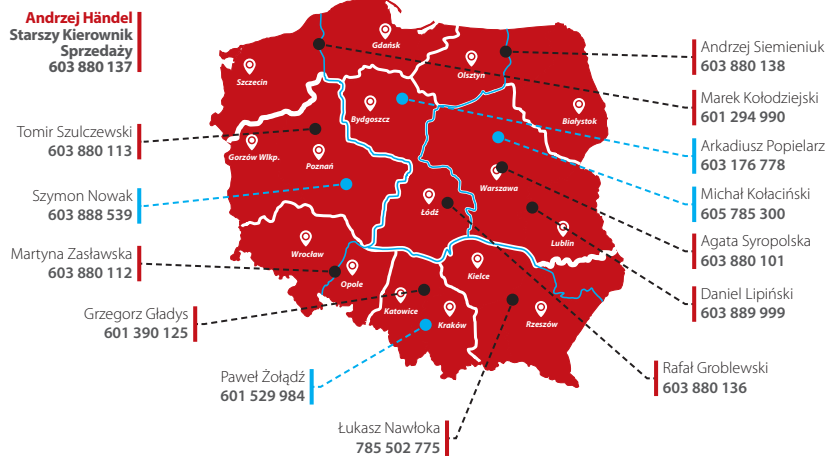 Andrzej Händel
Starszy Kierownik
Sprzedaży
603 880 137
Tomir Szulczewski
603 880 113
Szymon Nowak
603 888 539
Martyna Zasławska
603 880 112
Grzegorz Gładys
601 390 125
Paweł Żołądź
601 529 984
Łukasz Nawłoka
785 502 775
Gdańsk
Olsztyn
Szczecin
Bydgoszcz
Białystok
Gorzów Wlkp.
Poznań
Warszawa
Łódź
Lublin
Wrocław
Opole
Kielce
Katowice
Kraków
Rzeszów
Andrzej Siemieniuk
603 880 138
Marek Kołodziejski
601 294 990
Arkadiusz Popielarz
603 176 778
Michał Kołaciński
605 785 300
Agata Syropolska
603 880 101
Daniel Lipiński
603 889 999
Rafał Groblewski
603 880 136